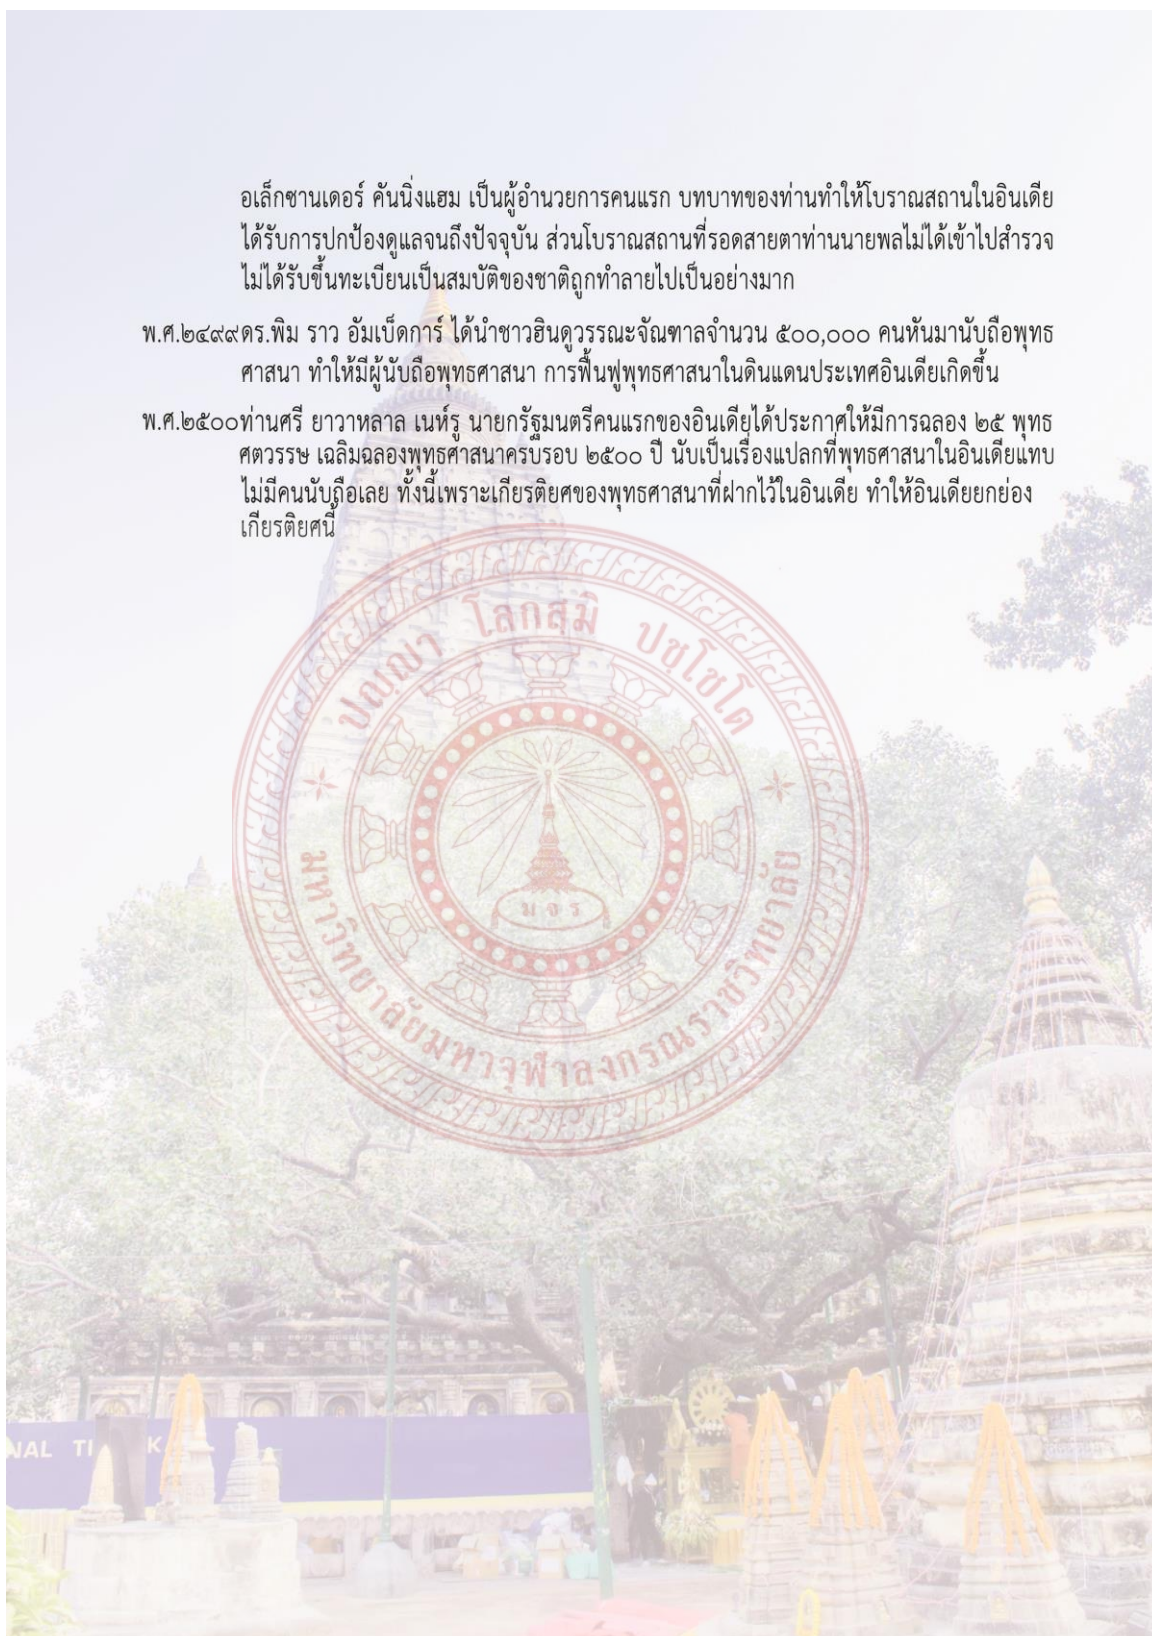 อเล็กซานเดอร์ คันนิ่งแฮม เป็นผู้อำนวยการคนแรก บทบาทของท่านทำให้โบราณสถานในอินเดีย
ได้รับการปกป้องดูแลจนถึงปัจจุบัน ส่วนโบราณสถานที่รอดสายตาท่านนายพลไม่ได้เข้าไปสำรวจ
ไม่ได้รับขึ้นทะเบียนเป็นสมบัติของชาติถูกทำลายไปเป็นอย่างมาก
พ.ศ.๒๔๙๙ดร.พิม ราว อัมเบ็ดการ์ ได้นำชาวฮินดูวรรณะจัณฑาลจำนวน ๕๐๐,๐๐๐ คนหันมานับถือพุทธ
ศาสนา ทำให้มีผู้นับถือพุทธศาสนา การฟื้นฟูพุทธศาสนาในดินแดนประเทศอินเดียเกิดขึ้น
พ.ศ.๒๕๐๐ท่านศรี ยาวาหลาล เนห์รู นายกรัฐมนตรีคนแรกของอินเดียได้ประกาศให้มีการฉลอง ๒๕ พุทธ
ศตวรรษ เฉลิมฉลองพุทธศาสนาครบรอบ ๒๕๐๐ ปี นับเป็นเรื่องแปลกที่พุทธศาสนาในอินเดียแทบ
ไม่มีคนนับถือเลย ทั้งนี้เพราะเกียรติยศของพุทธศาสนาที่ฝากไว้ในอินเดีย ทำให้อินเดียยกย่อง
เกียรติยศนี้
ปญฺญา โลกสฺมิ ปชฺโชโต
ม จ ร
มหาวิทยาลัยมหาจุฬาลงกรณราชวิทยาลัย
NAL TI K